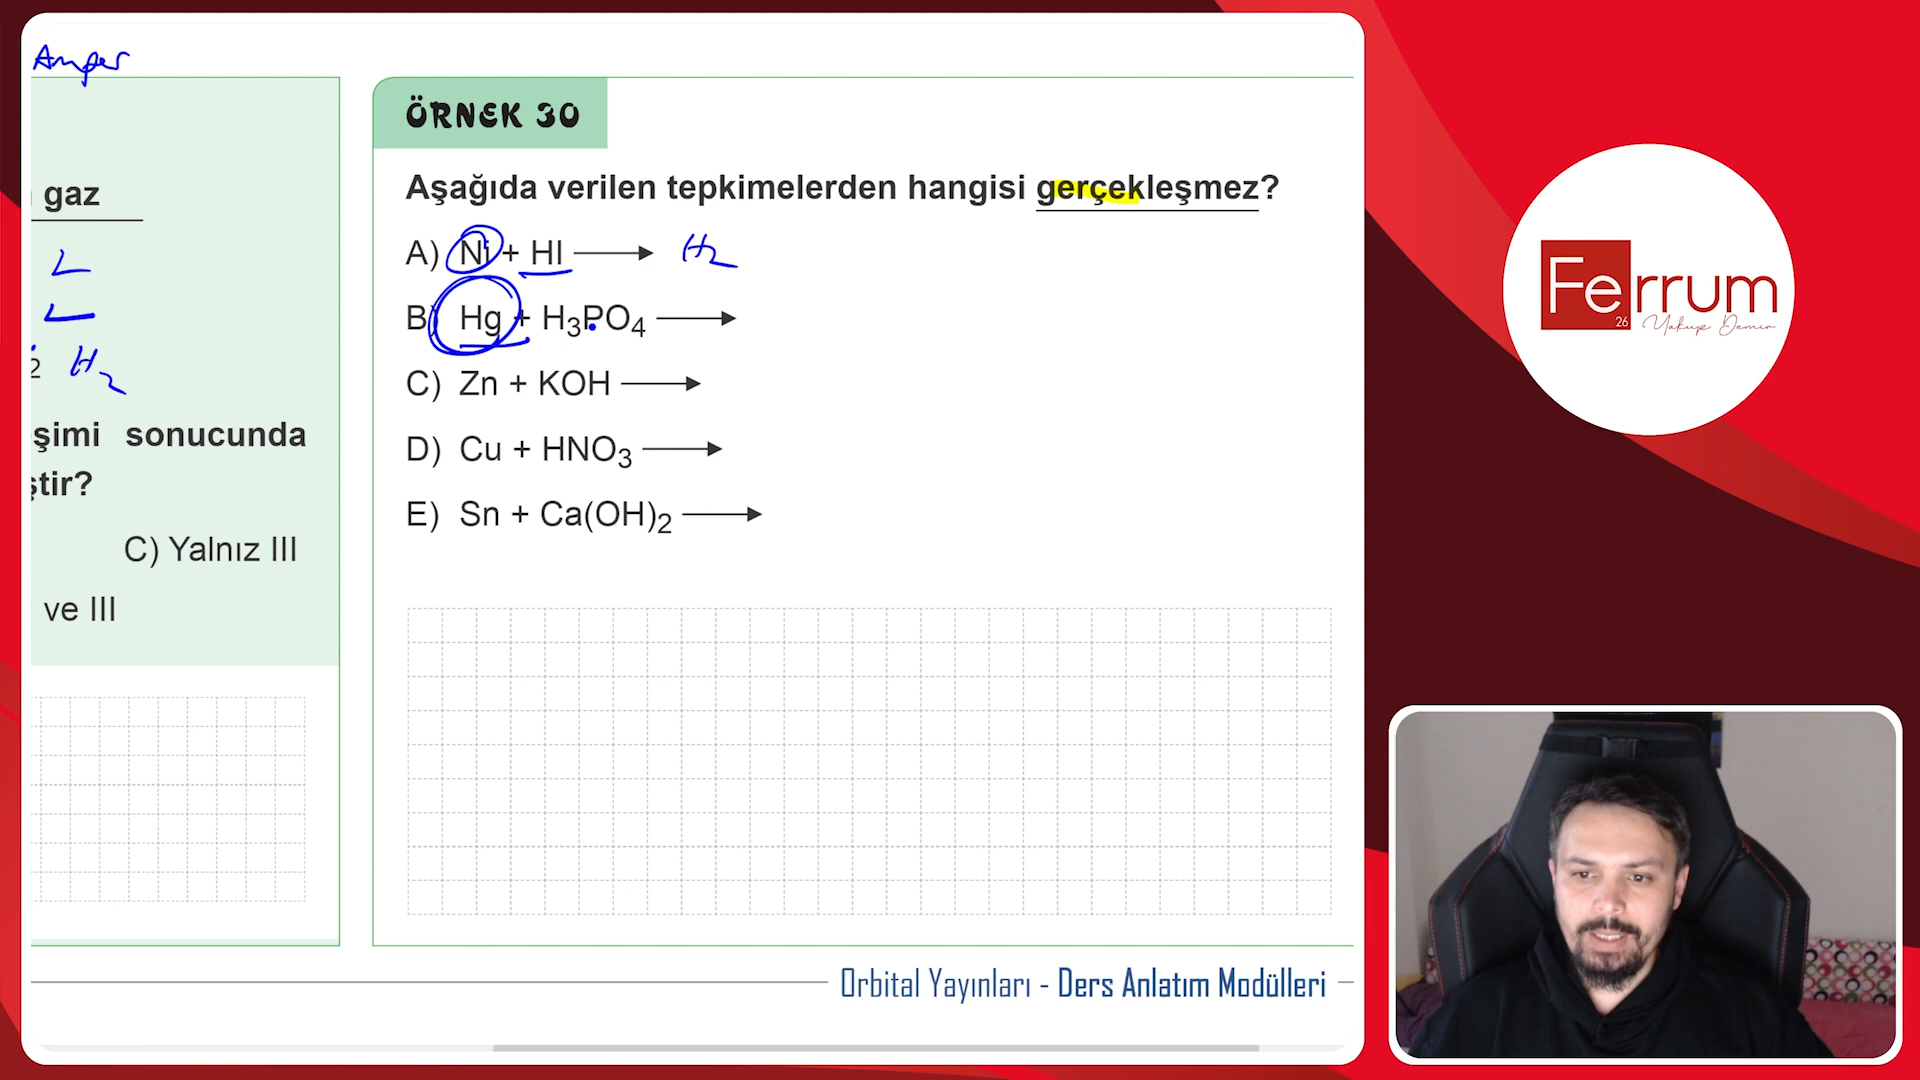 Amfer
gaz
H2
2
şimi sonucunda
ştir?
C) Yalnız III
ve III
ÖRNEK 30
Aşağıda verilen tepkimelerden hangisi gerçekleşmez?
A) Ni + HI ⟶ H2
B) Hg + H₃PO₄ ⟶
C) Zn + KOH ⟶
D) Cu + HNO₃ ⟶
E) Sn + Ca(OH)₂ ⟶
Orbital Yayınları - Ders Anlatım Modülleri
Ferrum
26
Yakup Demir